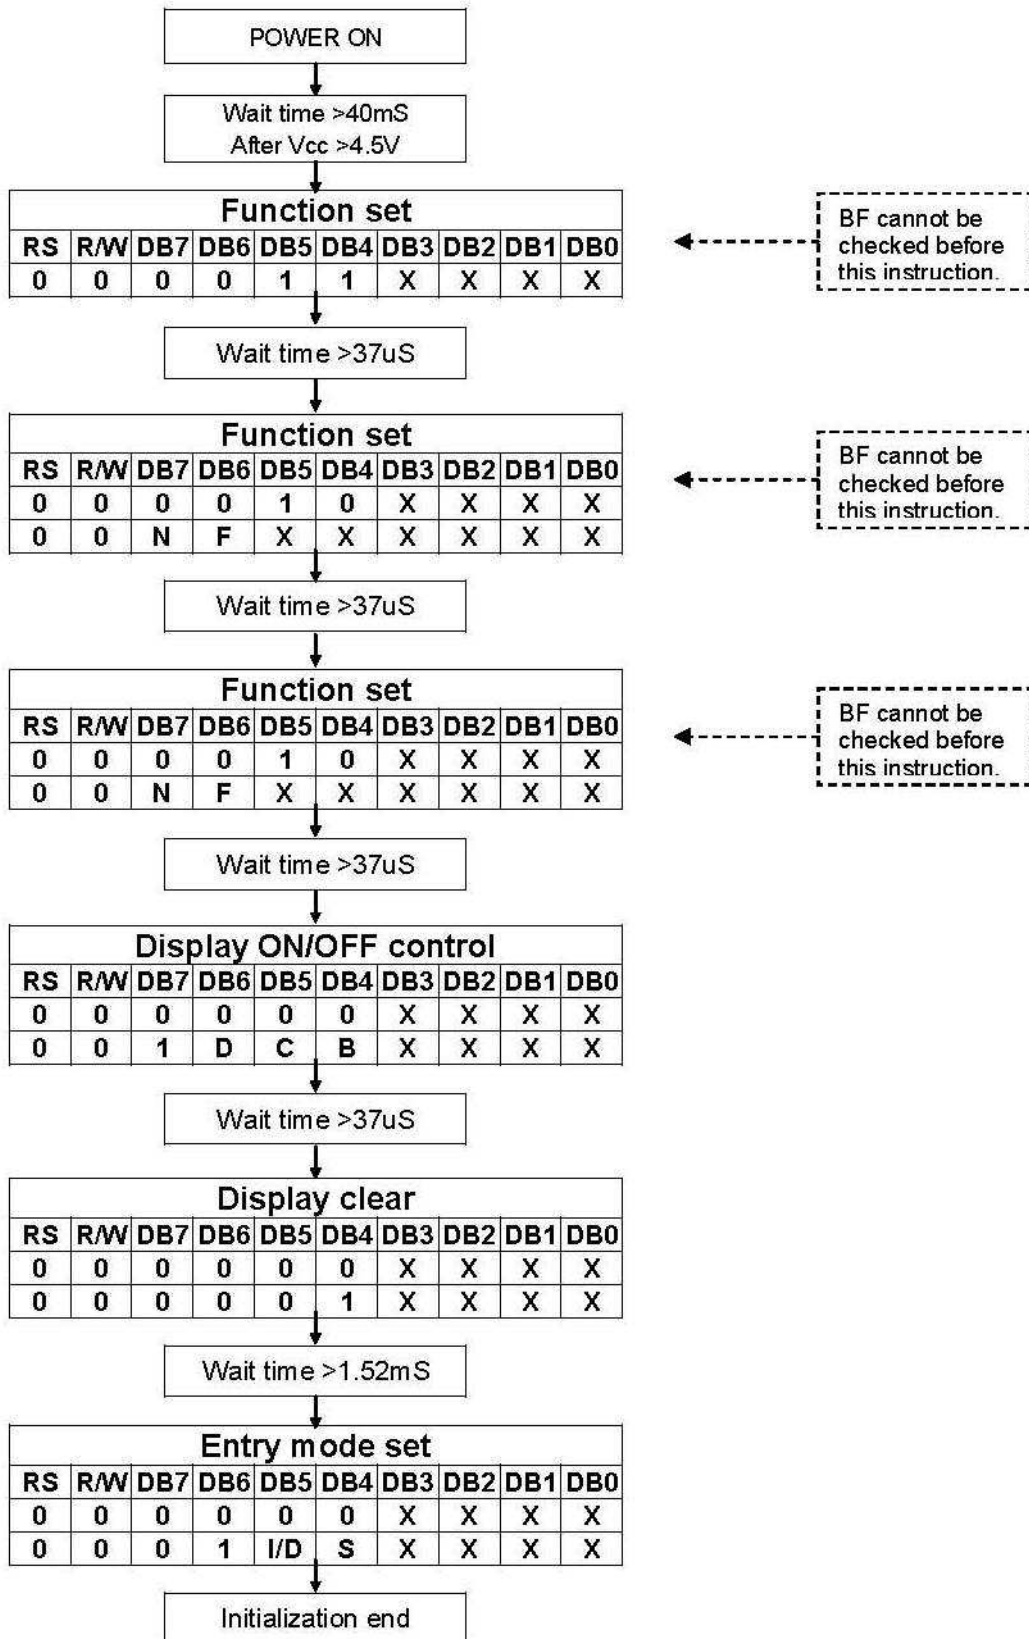 POWER ON
Wait time >40mS
After Vcc >4.5V
Function set
RS R/W DB7 DB6 DB5 DB4 DB3 DB2 DB1 DB0
0 0 0 0 1 1 X X X X
BF cannot be
checked before
this instruction.
Wait time >37uS
Function set
RS R/W DB7 DB6 DB5 DB4 DB3 DB2 DB1 DB0
0 0 0 0 1 0 X X X X
0 0 N F X X X X X X
BF cannot be
checked before
this instruction.
Wait time >37uS
Function set
RS R/W DB7 DB6 DB5 DB4 DB3 DB2 DB1 DB0
0 0 0 0 1 0 X X X X
0 0 N F X X X X X X
BF cannot be
checked before
this instruction.
Wait time >37uS
Display ON/OFF control
RS R/W DB7 DB6 DB5 DB4 DB3 DB2 DB1 DB0
0 0 0 0 0 0 X X X X
0 0 1 D C B X X X X
Wait time >37uS
Display clear
RS R/W DB7 DB6 DB5 DB4 DB3 DB2 DB1 DB0
0 0 0 0 0 0 X X X X
0 0 0 0 0 1 X X X X
Wait time >1.52mS
Entry mode set
RS R/W DB7 DB6 DB5 DB4 DB3 DB2 DB1 DB0
0 0 0 0 0 0 X X X X
0 0 0 1 I/D S X X X X
Initialization end